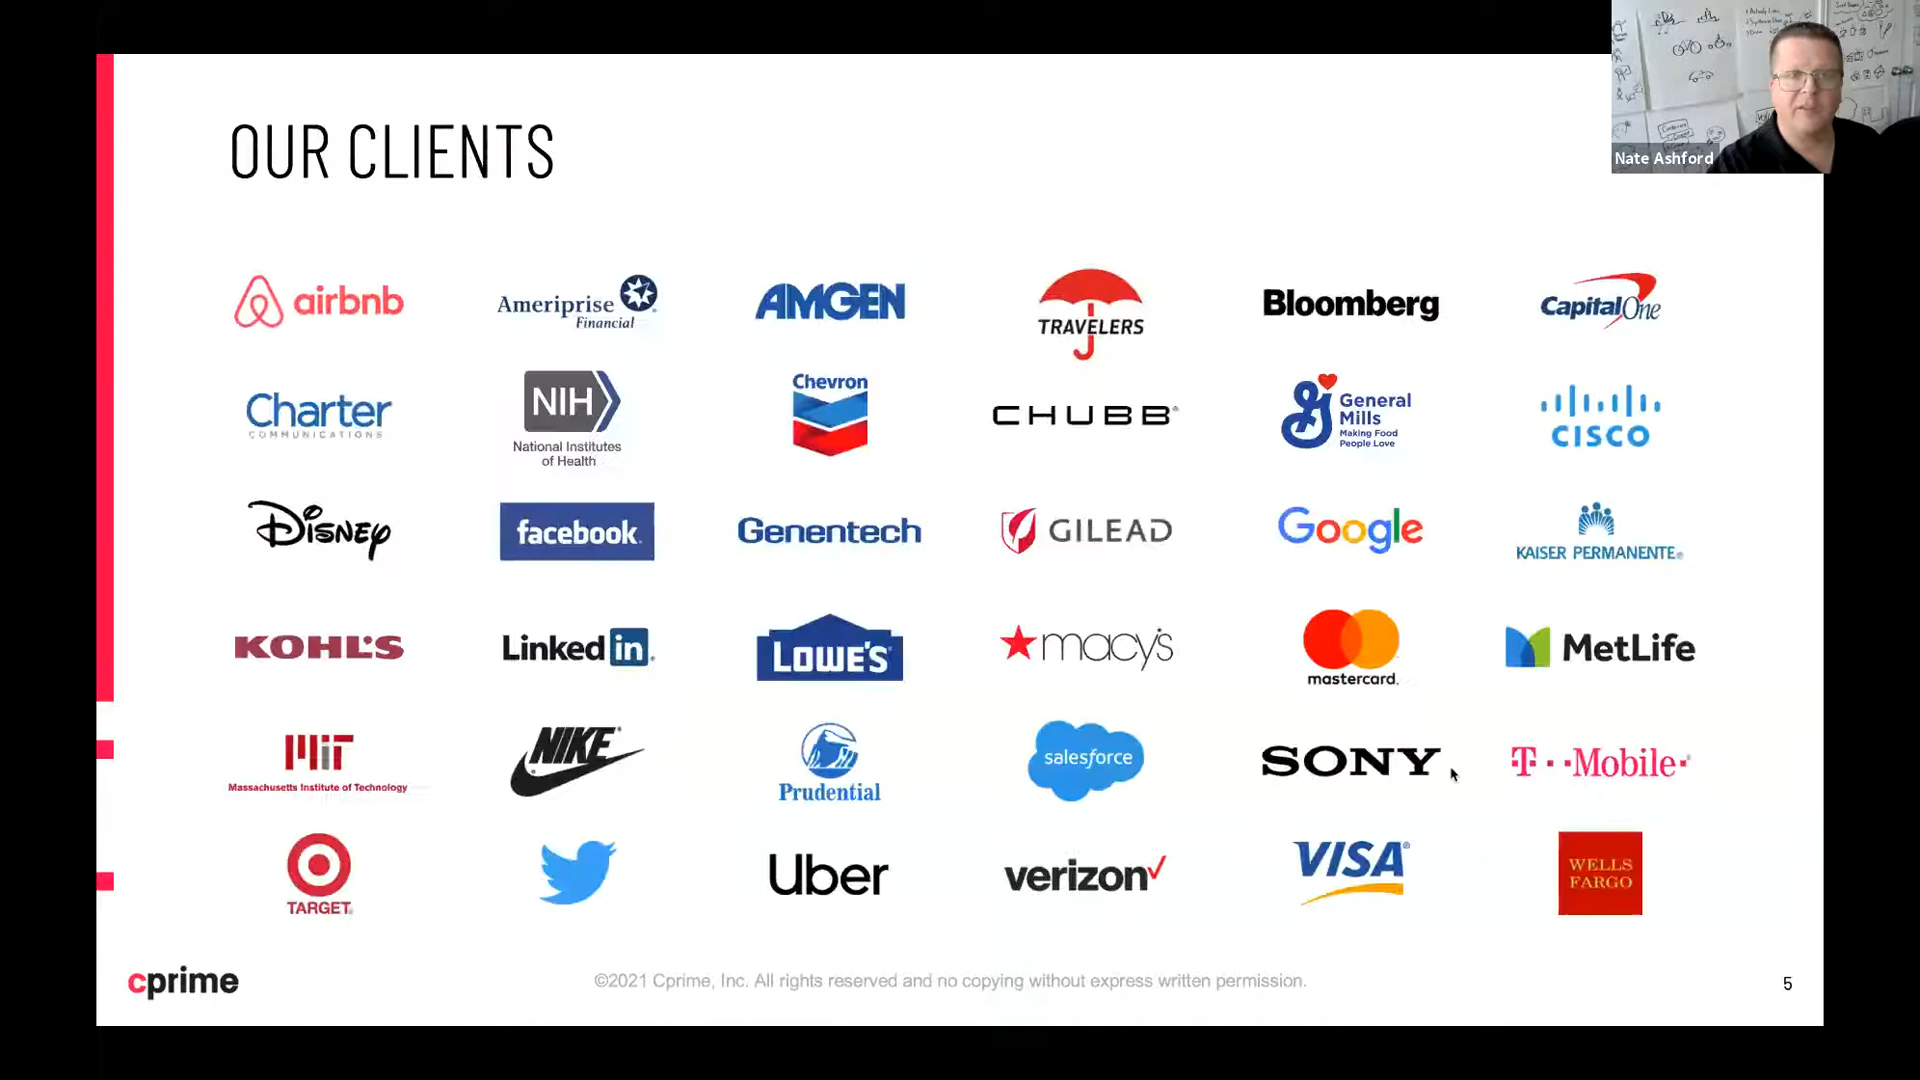 OUR CLIENTS
Nate Ashford
airbnb
Ameriprise
Financial
AMGEN
TRAVELERS
Bloomberg
Capital One
Charter
COMMUNICATIONS
NIH
National Institutes
of Health
Chevron
CHUBB®
General
Mills
Making Food
People Love
CISCO
Disney
facebook.
Genentech
GILEAD
Google
KAISER PERMANENTE®
KOHL'S
Linked in
LOWE'S
macy's
mastercard.
MetLife
MIT
Massachusetts Institute of Technology
NIKE
Prudential
salesforce
SONY
T··Mobile·
TARGET
Uber
verizon
VISA
WELLS
FARGO
cprime
©2021 Cprime, Inc. All rights reserved and no copying without express written permission.
5